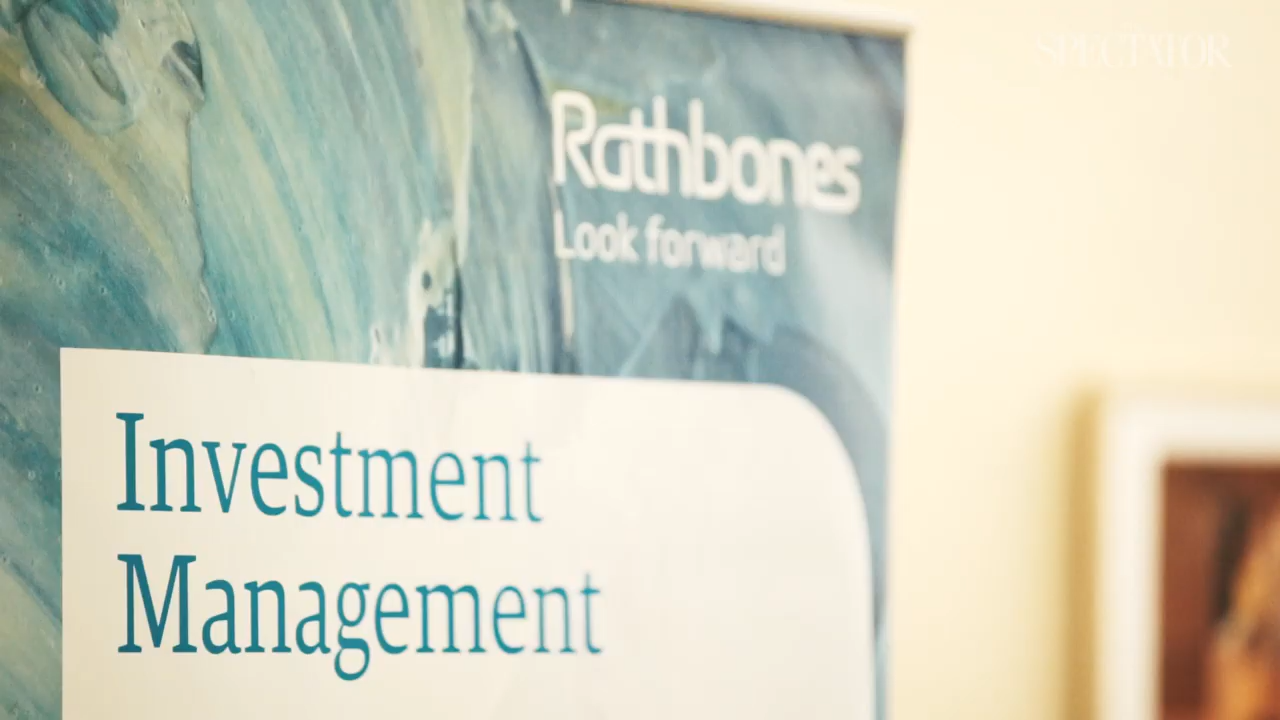 SPECTATOR
Rathbones
Look forward
Investment
Management